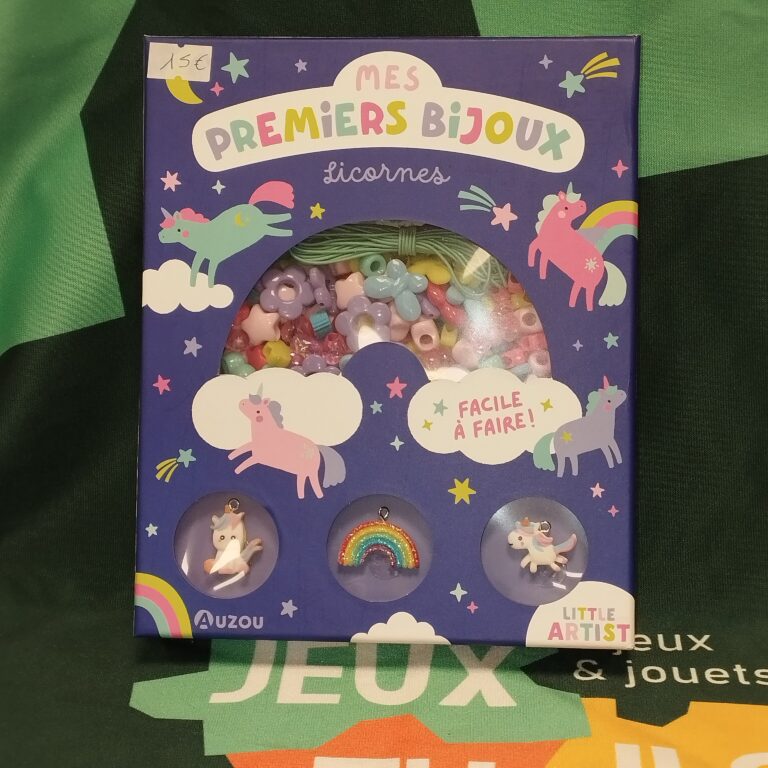 15€
MES
PREMiERS BiJOUX
Licornes
FACILE
À FAIRE!
AUZOU
LITTLE
ARTIST
JEUX
jeux
& jouets